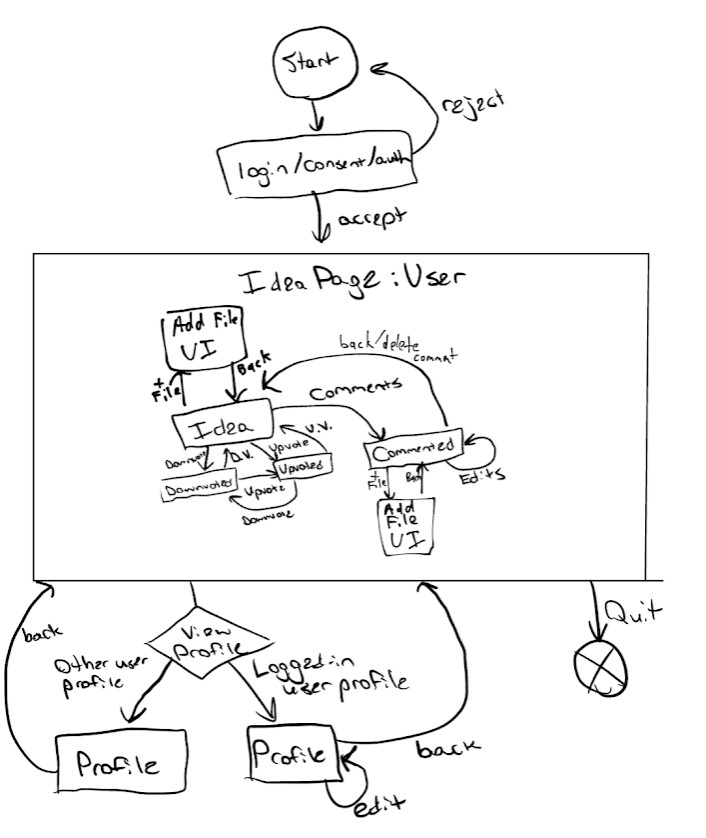 Start
reject
login/consent/auth
accept
Idea Page : User
Add File
UI
back/delete
commnt
+
File
Back
Comments
Idea
U.V.
Upvote
Downvote
D.V.
Upvoted
Commented
Downvoted
Upvote
Downvote
+
File
Back
Edits
Add
File
UI
back
View
Profile
Quit
Other user
profile
Logged-in
user profile
Profile
Profile
back
edit